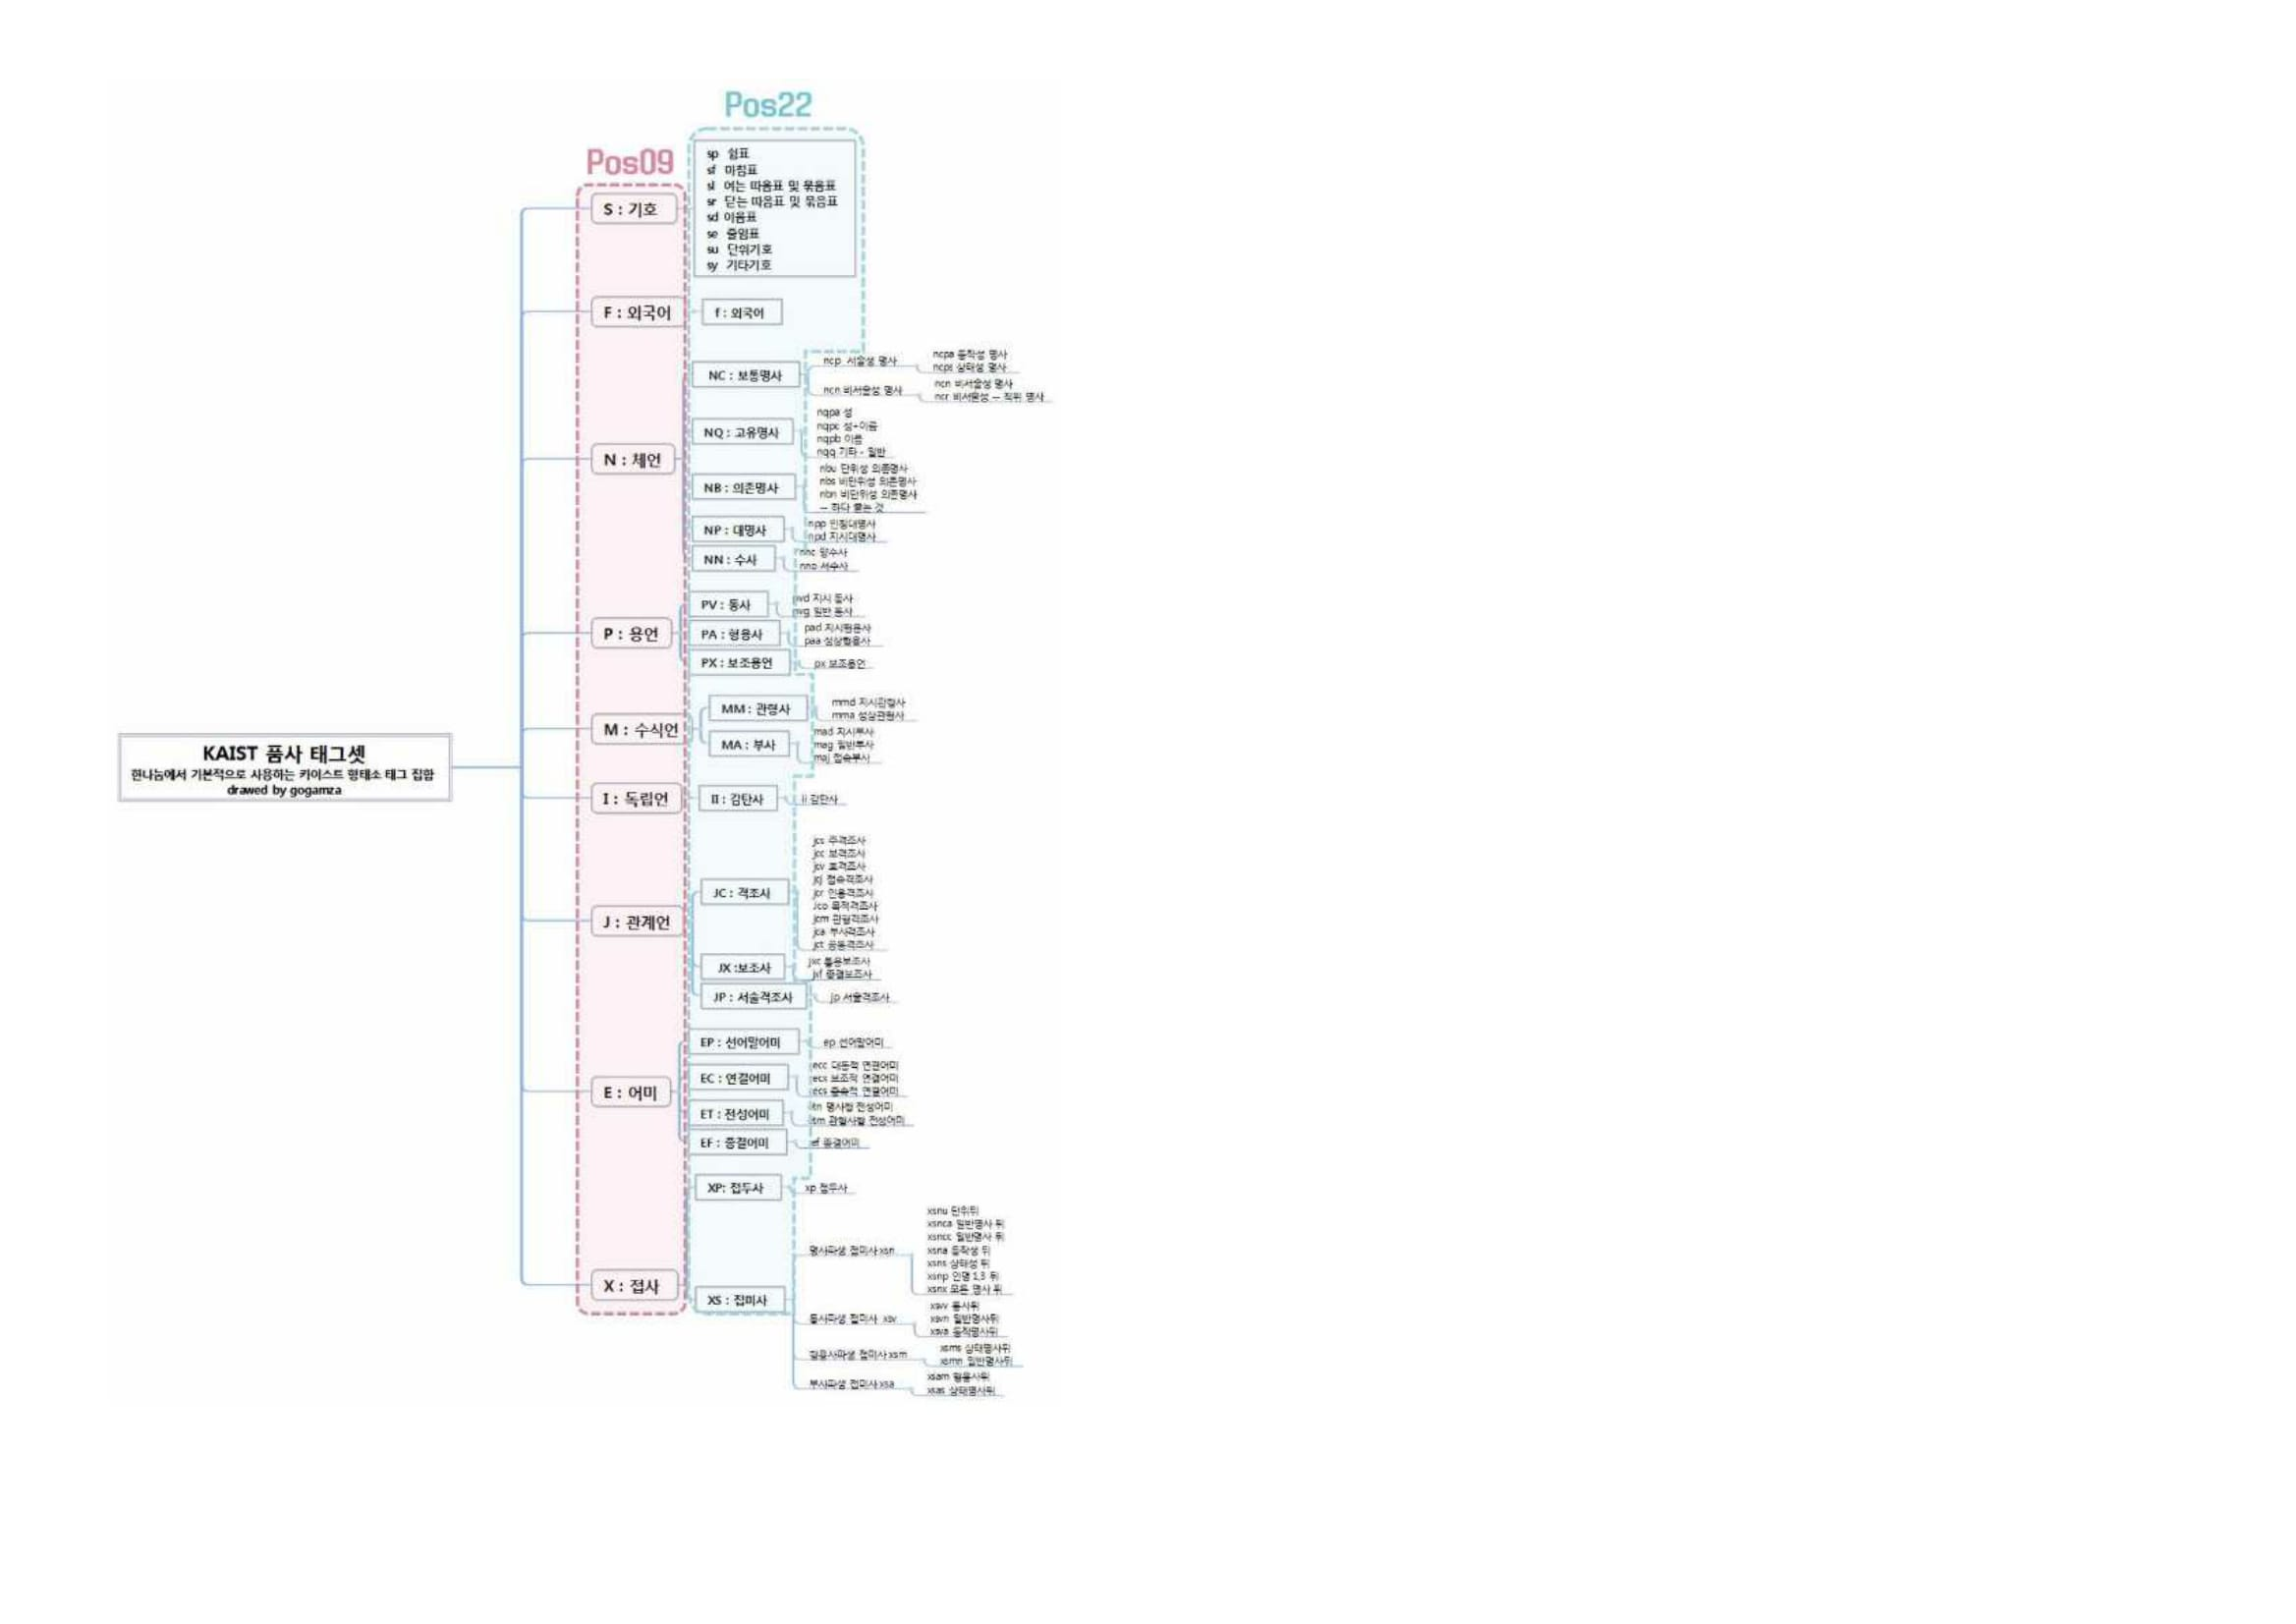 Pos22
Pos09
KAIST 품사 태그셋
한나눔에서 기본적으로 사용하는 카이스트 형태소 태그 집합
drawed by gogamza
S : 기호
sp 쉼표
sf 마침표
sl 여는 따옴표 및 묶음표
sr 닫는 따옴표 및 묶음표
sd 이음표
se 줄임표
su 단위기호
sy 기타기호
F : 외국어
f : 외국어
N : 체언
NC : 보통명사
ncp 서술성 명사
ncpa 동작성 명사
ncps 상태성 명사
ncn 비서술성 명사
ncn 비서술성 명사
ncr 비서술성 — 직위 명사
NQ : 고유명사
nqpa 성
nqpc 성+이름
nqpb 이름
nqq 기타 - 일반
NB : 의존명사
nbu 단위성 의존명사
nbs 비단위성 의존명사
nbn 비단위성 의존명사
— 하다 붙는 것
NP : 대명사
npp 인칭대명사
npd 지시대명사
NN : 수사
nnc 양수사
nno 서수사
P : 용언
PV : 동사
pvd 지시 동사
pvg 일반 동사
PA : 형용사
pad 지시형용사
paa 성상형용사
PX : 보조용언
px 보조용언
M : 수식언
MM : 관형사
mmd 지시관형사
mma 성상관형사
MA : 부사
mad 지시부사
mag 일반부사
maj 접속부사
I : 독립언
II : 감탄사
ii 감탄사
J : 관계언
JC : 격조사
jcs 주격조사
jcc 보격조사
jcv 호격조사
jcj 접속격조사
jcr 인용격조사
jco 목적격조사
jcm 관형격조사
jca 부사격조사
jct 공동격조사
JX :보조사
jxc 통용보조사
jxf 종결보조사
JP : 서술격조사
jp 서술격조사
E : 어미
EP : 선어말어미
ep 선어말어미
EC : 연결어미
ecc 대등적 연결어미
ecx 보조적 연결어미
ecs 종속적 연결어미
ET : 전성어미
etn 명사형 전성어미
etm 관형사형 전성어미
EF : 종결어미
ef 종결어미
X : 접사
XP: 접두사
xp 접두사
XS : 접미사
명사파생 접미사 xsn
xsnu 단위뒤
xsnca 일반명사 뒤
xsncc 일반명사 뒤
xsna 동작성 뒤
xsns 상태성 뒤
xsnp 인명 1,3 뒤
xsnx 모든 명사 뒤
동사파생 접미사 xsv
xsvv 동사뒤
xsvn 일반명사뒤
xsva 동작명사뒤
형용사파생 접미사 xsm
xsms 상태명사뒤
xsmn 일반명사뒤
부사파생 접미사 xsa
xsam 형용사뒤
xsas 상태명사뒤